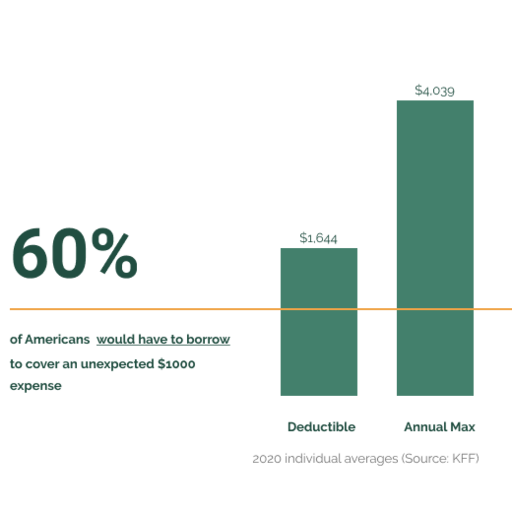 $4,039
$1,644
60%
of Americans would have to borrow
to cover an unexpected $1000
expense
Deductible Annual Max
2020 individual averages (Source: KFF)